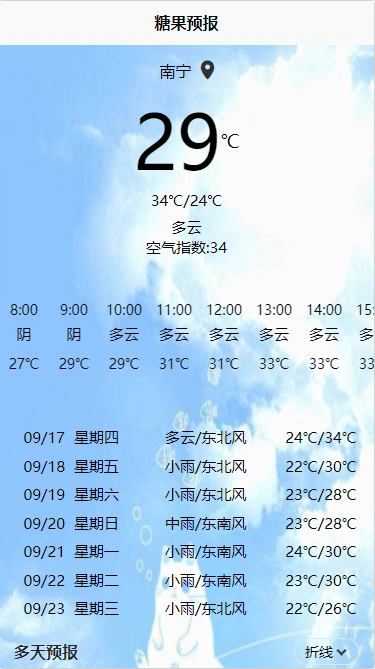 糖果预报
南宁
29℃
34℃/24℃
多云
空气指数:34
8:00 9:00 10:00 11:00 12:00 13:00 14:00 15:
阴 阴 多云 多云 多云 多云 多云 多
27℃ 29℃ 29℃ 31℃ 31℃ 33℃ 33℃ 33
09/17 星期四 多云/东北风 24℃/34℃
09/18 星期五 小雨/东北风 22℃/30℃
09/19 星期六 小雨/东北风 23℃/28℃
09/20 星期日 中雨/东南风 23℃/28℃
09/21 星期一 小雨/东南风 24℃/30℃
09/22 星期二 小雨/东南风 23℃/30℃
09/23 星期三 小雨/东北风 22℃/26℃
多天预报 折线